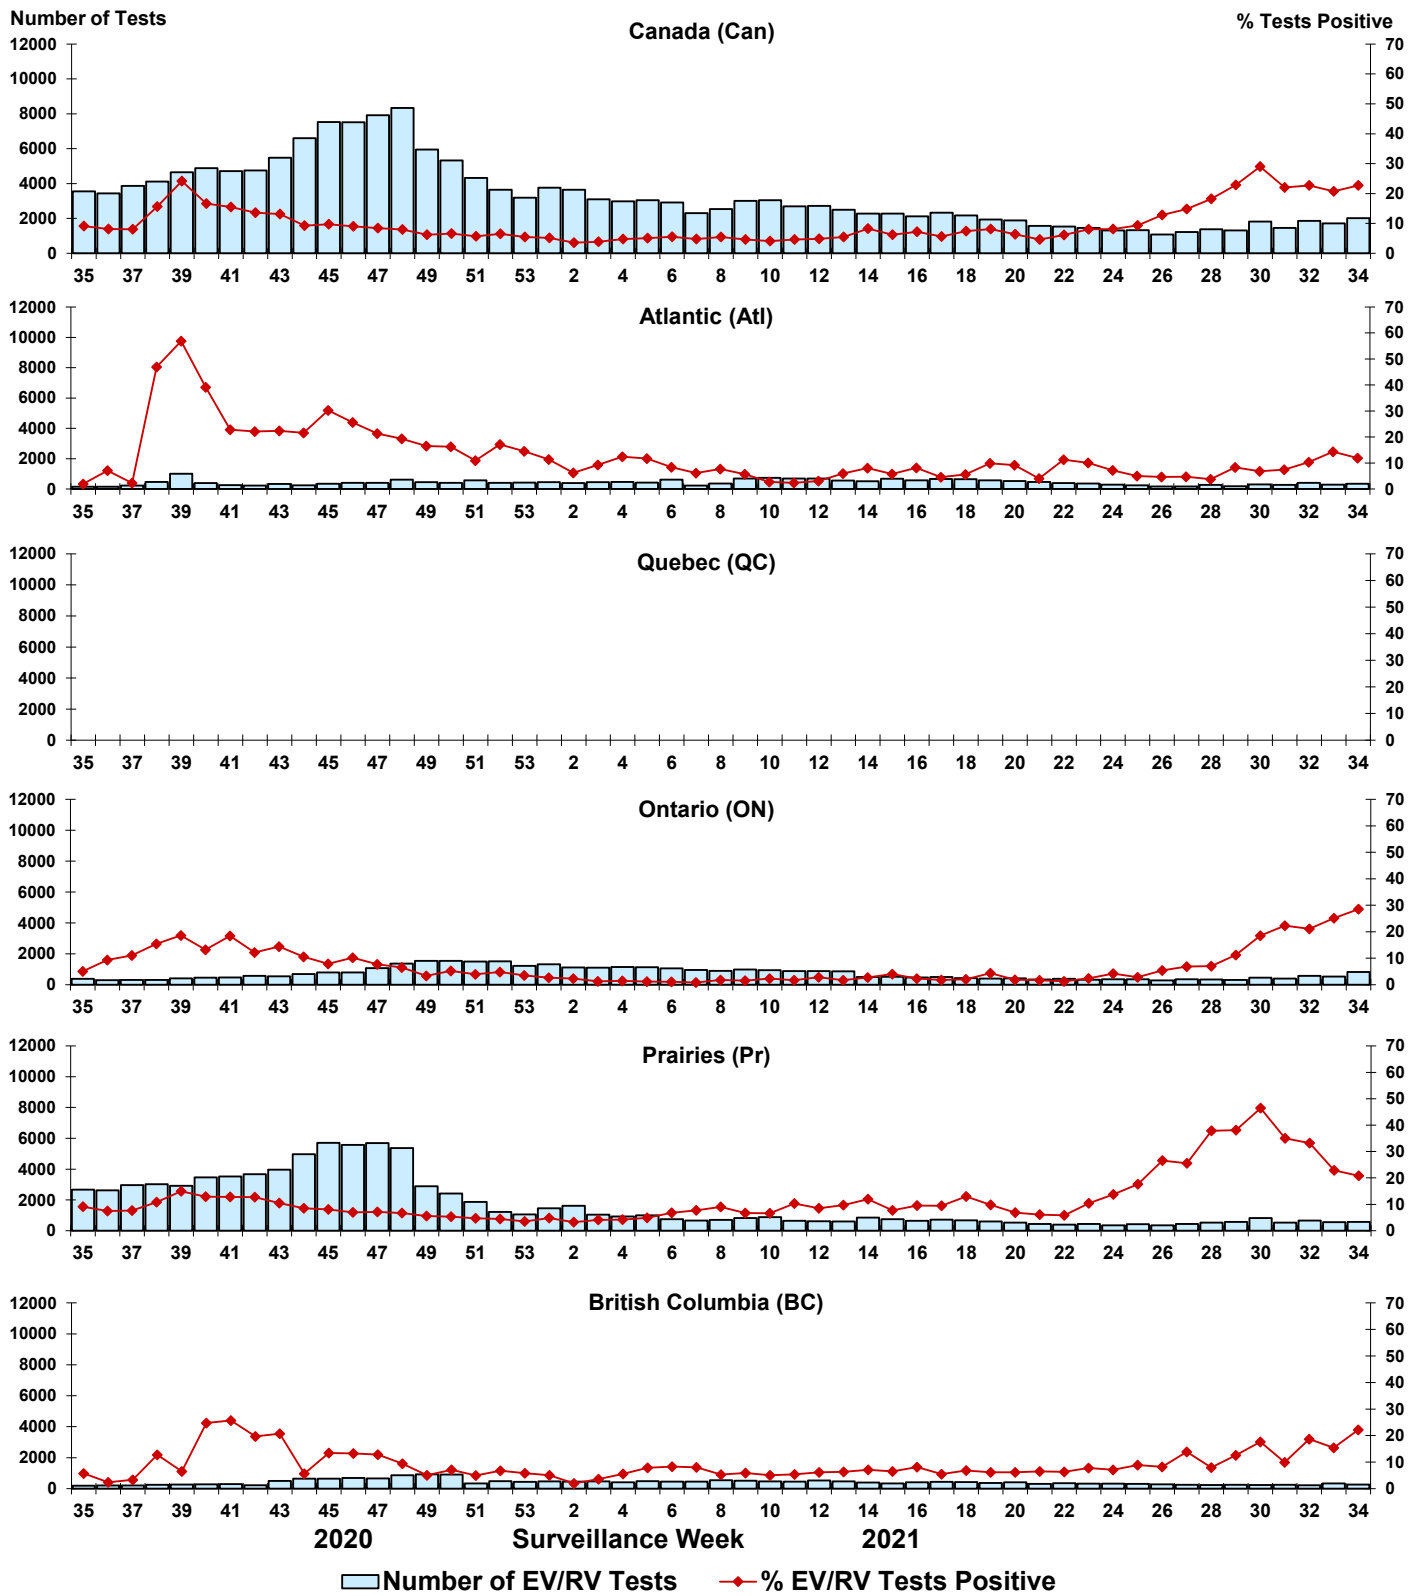 Number of Tests
% Tests Positive
Canada (Can)
12000 10000 8000 6000 4000 2000 0
70 60 50 40 30 20 10 0
35 37 39 41 43 45 47 49 51 53 2 4 6 8 10 12 14 16 18 20 22 24 26 28 30 32 34
Atlantic (Atl)
12000 10000 8000 6000 4000 2000 0
70 60 50 40 30 20 10 0
35 37 39 41 43 45 47 49 51 53 2 4 6 8 10 12 14 16 18 20 22 24 26 28 30 32 34
Quebec (QC)
12000 10000 8000 6000 4000 2000 0
70 60 50 40 30 20 10 0
35 37 39 41 43 45 47 49 51 53 2 4 6 8 10 12 14 16 18 20 22 24 26 28 30 32 34
Ontario (ON)
12000 10000 8000 6000 4000 2000 0
70 60 50 40 30 20 10 0
35 37 39 41 43 45 47 49 51 53 2 4 6 8 10 12 14 16 18 20 22 24 26 28 30 32 34
Prairies (Pr)
12000 10000 8000 6000 4000 2000 0
70 60 50 40 30 20 10 0
35 37 39 41 43 45 47 49 51 53 2 4 6 8 10 12 14 16 18 20 22 24 26 28 30 32 34
British Columbia (BC)
12000 10000 8000 6000 4000 2000 0
70 60 50 40 30 20 10 0
35 37 39 41 43 45 47 49 51 53 2 4 6 8 10 12 14 16 18 20 22 24 26 28 30 32 34
2020 Surveillance Week 2021
Number of EV/RV Tests % EV/RV Tests Positive